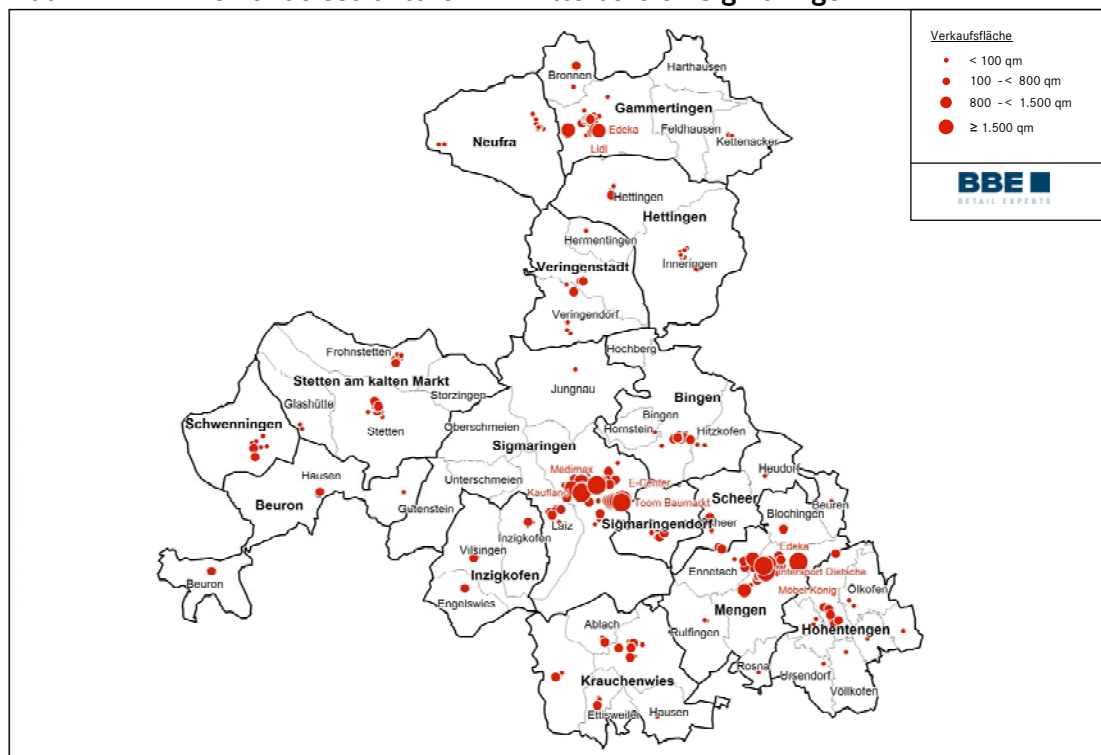 Verkaufsfläche
< 100 qm
100 - < 800 qm
800 - < 1.500 qm
≥ 1.500 qm
BBE
RETAIL EXPERTS
Harthausen
Bronnen
Gammertingen
Edeka
Feldhausen
Kettenacker
Neufra
Lidl
Hettingen
Hettingen
Hermentingen
Inneringen
Veringenstadt
Veringendorf
Hochberg
Frohnstetten
Jungnau
Stetten am kalten Markt
Storzingen
Bingen
Glashütte
Bingen
Schwenningen
Stetten
Oberschmeien
Hornstein
Hitzkofen
Sigmaringen
Medimax
E-Center
Heudorf
Hausen
Unterschmeien
Kaufland
Toom Baumarkt
Scheer
Beuron
Gutenstein
Beuren
Blochingen
Laiz
Sigmaringendorf
Inzigkofen
Vilsingen
Edeka
Ennetach
Inzigkofen
Intersport Dietsche
Beuron
Engelswies
Möbel König
Ölkofen
Mengen
Ablach
Rulfingen
Hohentengen
Rosna
Ursendorf
Krauchenwies
Völlkofen
Ettisweiler
Hausen